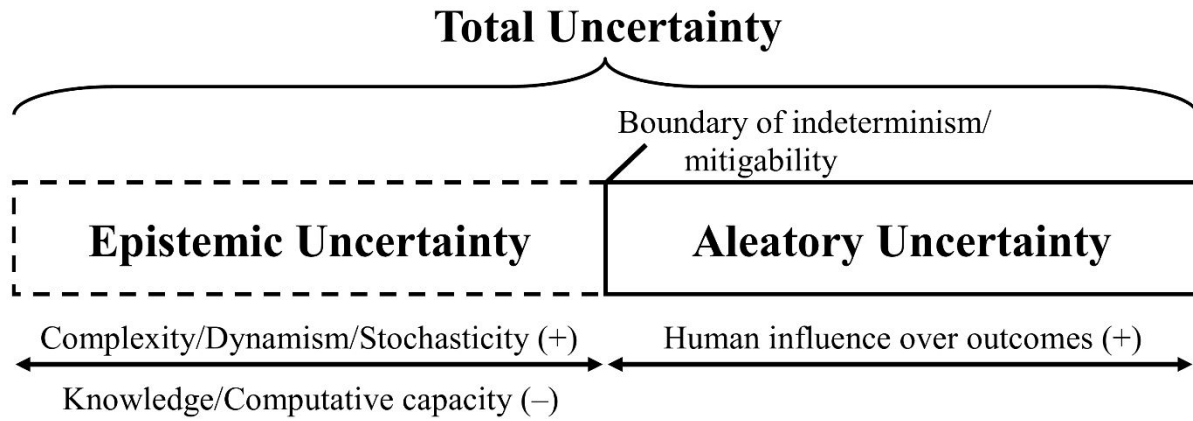 Total Uncertainty
Boundary of indeterminism/
mitigability
Epistemic Uncertainty
Aleatory Uncertainty
Complexity/Dynamism/Stochasticity (+)
Human influence over outcomes (+)
Knowledge/Computative capacity (–)